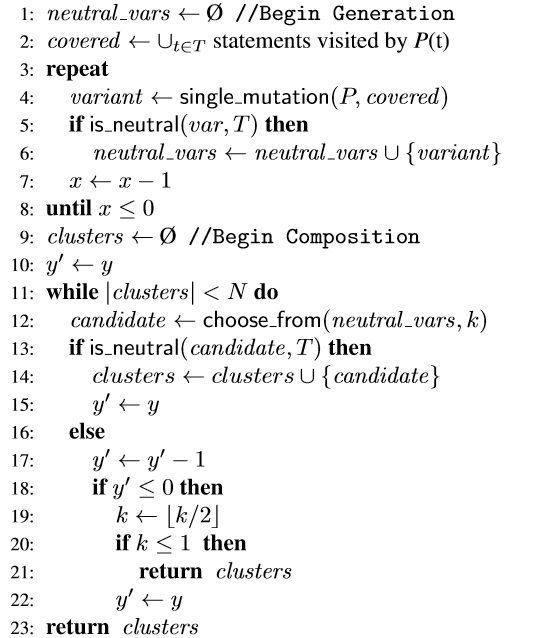 1: neutral_vars ← Ø //Begin Generation
2: covered ← ∪t∈T statements visited by P(t)
3: repeat
4: variant ← single_mutation(P, covered)
5: if is_neutral(var, T) then
6: neutral_vars ← neutral_vars ∪ {variant}
7: x ← x − 1
8: until x ≤ 0
9: clusters ← Ø //Begin Composition
10: y′ ← y
11: while |clusters| < N do
12: candidate ← choose_from(neutral_vars, k)
13: if is_neutral(candidate, T) then
14: clusters ← clusters ∪ {candidate}
15: y′ ← y
16: else
17: y′ ← y′ − 1
18: if y′ ≤ 0 then
19: k ← ⌊k/2⌋
20: if k ≤ 1 then
21: return clusters
22: y′ ← y
23: return clusters